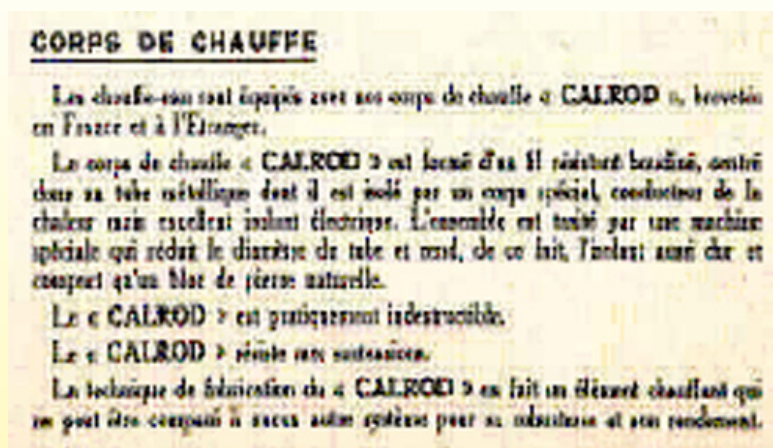 CORPS DE CHAUFFE
Les chauffe-eau sont équipés avec nos corps de chauffe « CALROD », brevetés
en France et à l'Etranger.
Le corps de chauffe « CALROD » est formé d'un fil résistant boudiné, centré
dans un tube métallique dont il est isolé par un corps spécial, conducteur de la
chaleur mais excellent isolant électrique. L'ensemble est traité par une machine
spéciale qui réduit le diamètre du tube et rend, de ce fait, l'isolant aussi dur et
compact qu'un bloc de pierre naturelle.
Le « CALROD » est pratiquement indestructible.
Le « CALROD » résiste aux
La technique de fabrication du « CALROD » en fait un élément chauffant qui
ne peut être comparé à aucun autre système pour sa robustesse et son rendement.